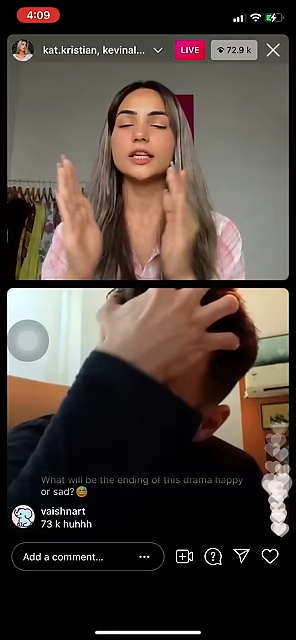 4:09
kat.kristian, kevinal...
LIVE
72.9 k
What will be the ending of this drama happy
or sad?😅
vaishnart
73 k huhhh
Add a comment...